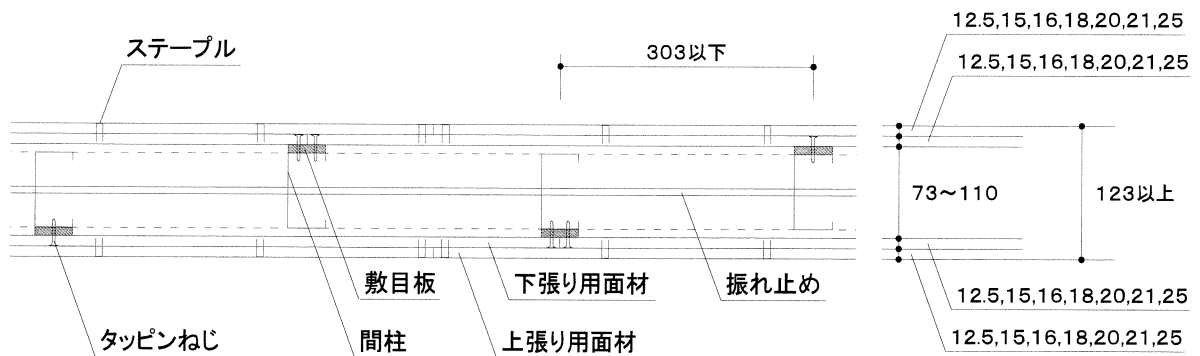 12.5,15,16,18,20,21,25
ステープル
303以下
12.5,15,16,18,20,21,25
73～110
123以上
敷目板
下張り用面材
振れ止め
12.5,15,16,18,20,21,25
タッピンねじ
間柱
上張り用面材
12.5,15,16,18,20,21,25